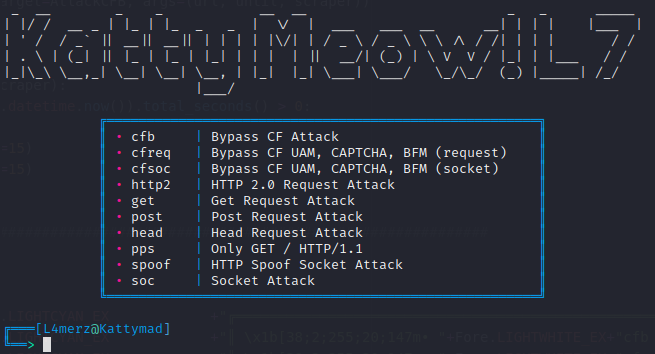 KattyMeow!L7
• cfb | Bypass CF Attack
• cfreq | Bypass CF UAM, CAPTCHA, BFM (request)
• cfsoc | Bypass CF UAM, CAPTCHA, BFM (socket)
• http2 | HTTP 2.0 Request Attack
• get | Get Request Attack
• post | Post Request Attack
• head | Head Request Attack
• pps | Only GET / HTTP/1.1
• spoof | HTTP Spoof Socket Attack
• soc | Socket Attack
[L4merz@Kattymad]